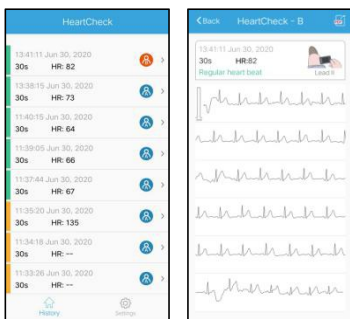 HeartCheck
13:41:11 Jun 30, 2020
30s HR: 82
13:38:15 Jun 30, 2020
30s HR: 73
11:40:15 Jun 30, 2020
30s HR: 64
11:39:05 Jun 30, 2020
30s HR: 66
11:37:44 Jun 30, 2020
30s HR: 67
11:35:20 Jun 30, 2020
30s HR: 135
11:34:18 Jun 30, 2020
30s HR: --
11:33:26 Jun 30, 2020
30s HR: --
History Settings
<Back HeartCheck - B
13:41:11 Jun 30, 2020
30s HR:82
Regular heart beat Lead II